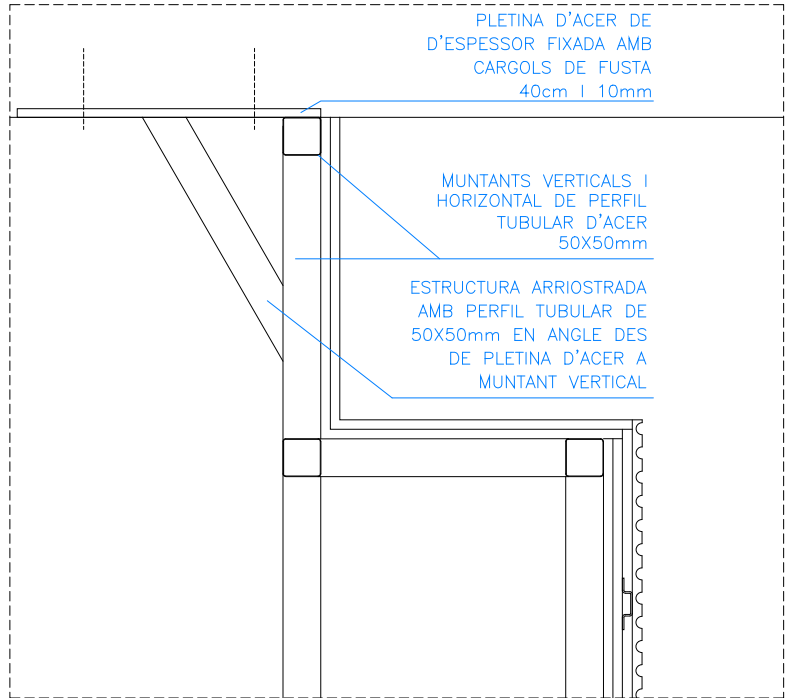 PLETINA D'ACER DE
D'ESPESSOR FIXADA AMB
CARGOLS DE FUSTA
40cm I 10mm
MUNTANTS VERTICALS I
HORIZONTAL DE PERFIL
TUBULAR D'ACER
50X50mm
ESTRUCTURA ARRIOSTRADA
AMB PERFIL TUBULAR DE
50X50mm EN ANGLE DES
DE PLETINA D'ACER A
MUNTANT VERTICAL